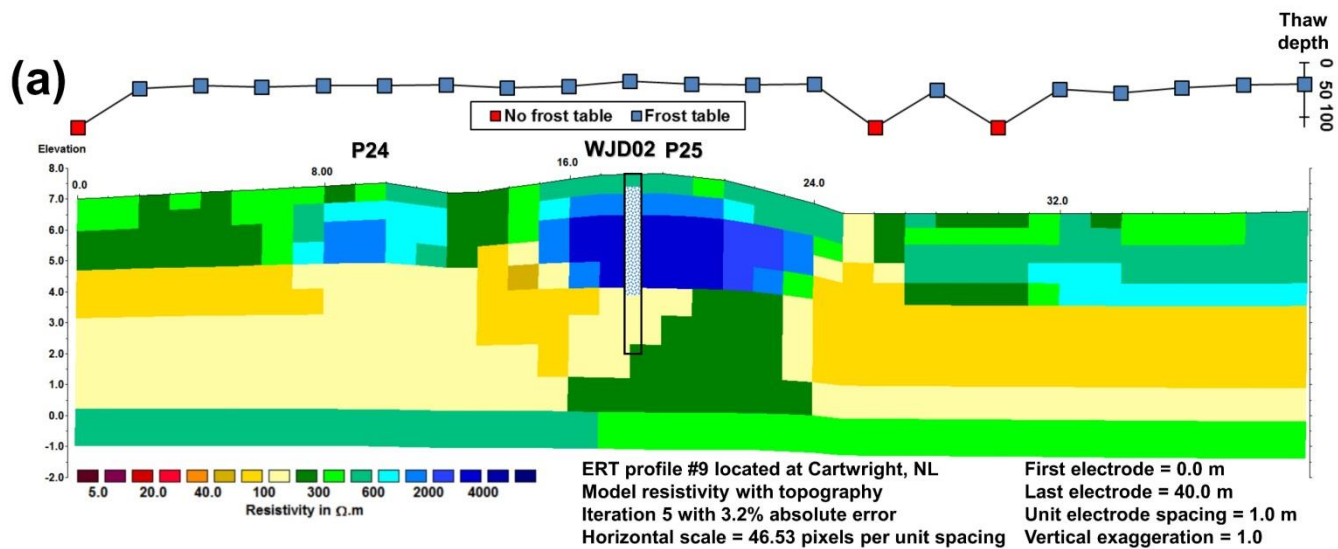 Thaw
depth
0
50
100
(a)
No frost table Frost table
Elevation
P24 WJD02 P25
8.0 0.0 8.00 16.0 24.0 32.0
7.0
6.0
5.0
4.0
3.0
2.0
1.0
0.0
-1.0
-2.0
5.0 20.0 40.0 100 300 600 2000 4000
Resistivity in Ω.m
ERT profile #9 located at Cartwright, NL
Model resistivity with topography
Iteration 5 with 3.2% absolute error
Horizontal scale = 46.53 pixels per unit spacing
First electrode = 0.0 m
Last electrode = 40.0 m
Unit electrode spacing = 1.0 m
Vertical exaggeration = 1.0